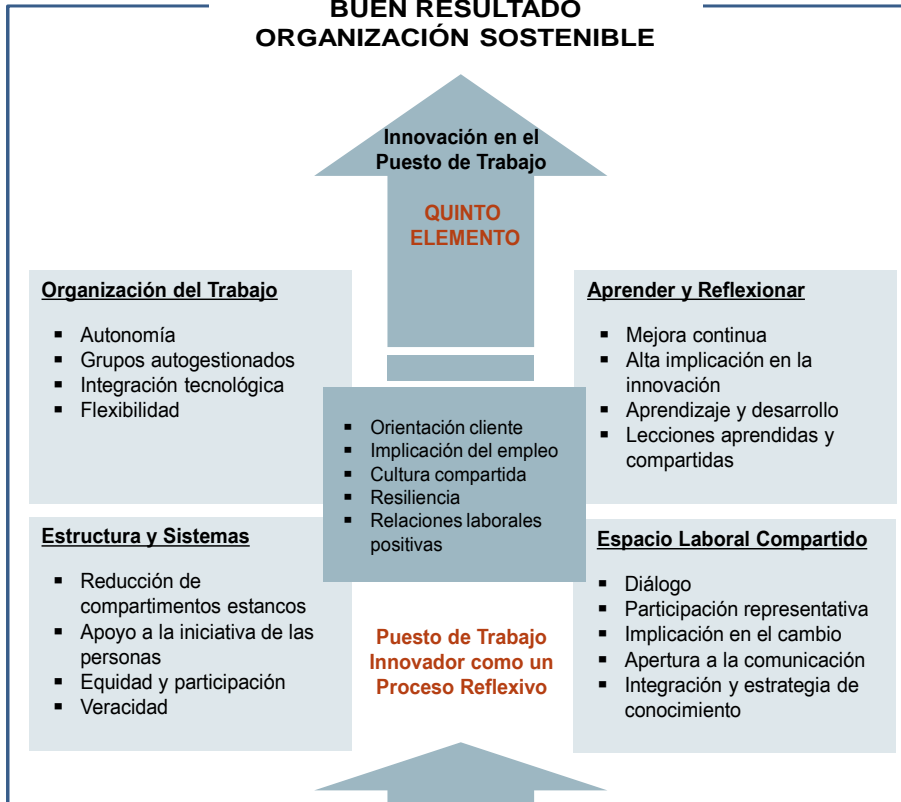 BUEN RESULTADO
ORGANIZACIÓN SOSTENIBLE
Innovación en el
Puesto de Trabajo
QUINTO
ELEMENTO
Organización del Trabajo
▪ Autonomía
▪ Grupos autogestionados
▪ Integración tecnológica
▪ Flexibilidad
Aprender y Reflexionar
▪ Mejora continua
▪ Alta implicación en la
innovación
▪ Aprendizaje y desarrollo
▪ Lecciones aprendidas y
compartidas
▪ Orientación cliente
▪ Implicación del empleo
▪ Cultura compartida
▪ Resiliencia
▪ Relaciones laborales
positivas
Estructura y Sistemas
▪ Reducción de
compartimentos estancos
▪ Apoyo a la iniciativa de las
personas
▪ Equidad y participación
▪ Veracidad
Espacio Laboral Compartido
▪ Diálogo
▪ Participación representativa
▪ Implicación en el cambio
▪ Apertura a la comunicación
▪ Integración y estrategia de
conocimiento
Puesto de Trabajo
Innovador como un
Proceso Reflexivo